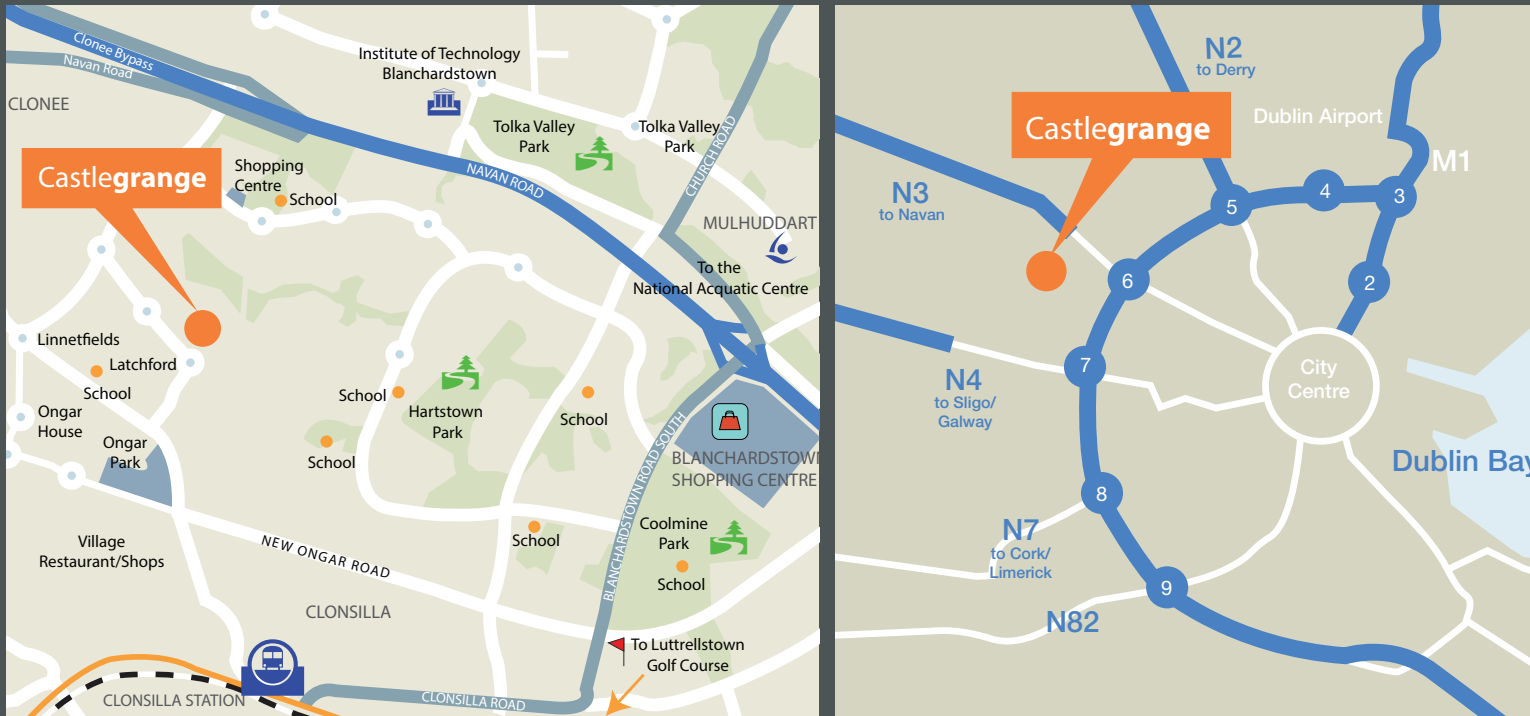 Clonee Bypass
Navan Road
CLONEE
Institute of Technology
Blanchardstown
Tolka Valley
Park
Tolka Valley
Park
CHURCH ROAD
Castlegrange
Shopping
Centre
School
NAVAN ROAD
MULHUDDART
To the
National Acquatic Centre
Linnetfields
Latchford
School
Ongar
House
Ongar
Park
School
Hartstown
Park
School
School
BLANCHARDSTOWN
SHOPPING CENTRE
BLANCHARDSTOWN ROAD SOUTH
Village
Restaurant/Shops
NEW ONGAR ROAD
School
Coolmine
Park
School
CLONSILLA
To Luttrellstown
Golf Course
CLONSILLA STATION
CLONSILLA ROAD
N2
to Derry
Castlegrange
Dublin Airport
M1
N3
to Navan
5
4
3
6
2
7
City
Centre
N4
to Sligo/
Galway
Dublin Bay
8
N7
to Cork/
Limerick
9
N82